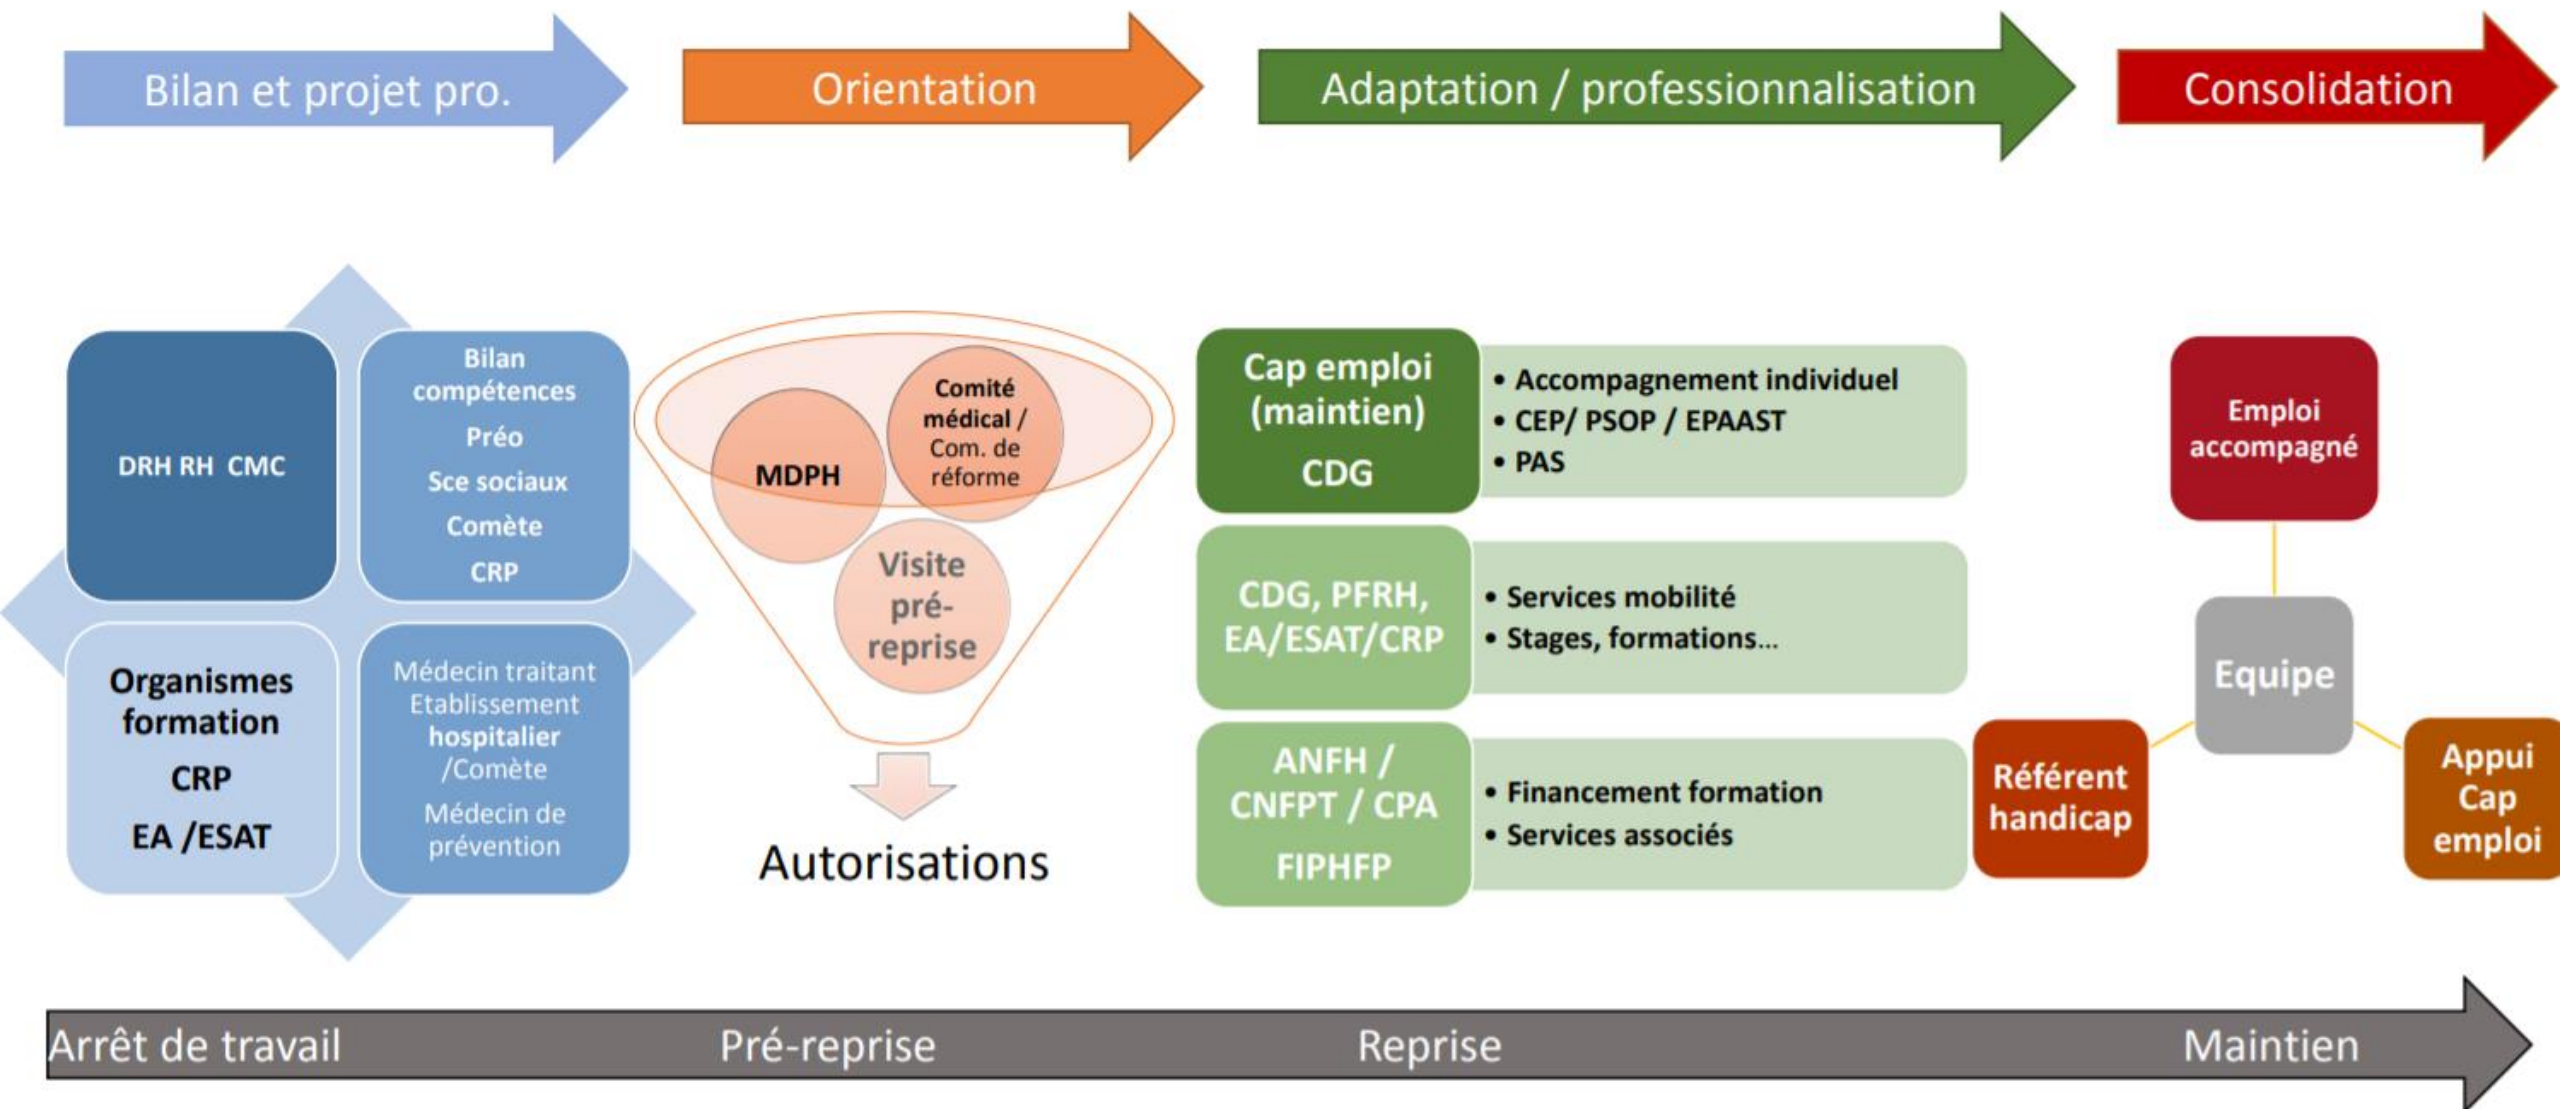 Bilan et projet pro.
Orientation
Adaptation / professionnalisation
Consolidation
DRH RH  CMC
Bilan
compétences
Préo
Sce sociaux
Comète
CRP
Organismes
formation
CRP
EA /ESAT
Médecin traitant
Etablissement
hospitalier
/Comète
Médecin de
prévention
MDPH
Comité
médical /
Com. de
réforme
Visite
pré-
reprise
Autorisations
Cap emploi
(maintien)
CDG
• Accompagnement individuel
• CEP/ PSOP / EPAAST
• PAS
CDG, PFRH,
EA/ESAT/CRP
• Services mobilité
• Stages, formations...
ANFH /
CNFPT / CPA
FIPHFP
• Financement formation
• Services associés
Emploi
accompagné
Equipe
Référent
handicap
Appui
Cap
emploi
Arrêt de travail
Pré-reprise
Reprise
Maintien